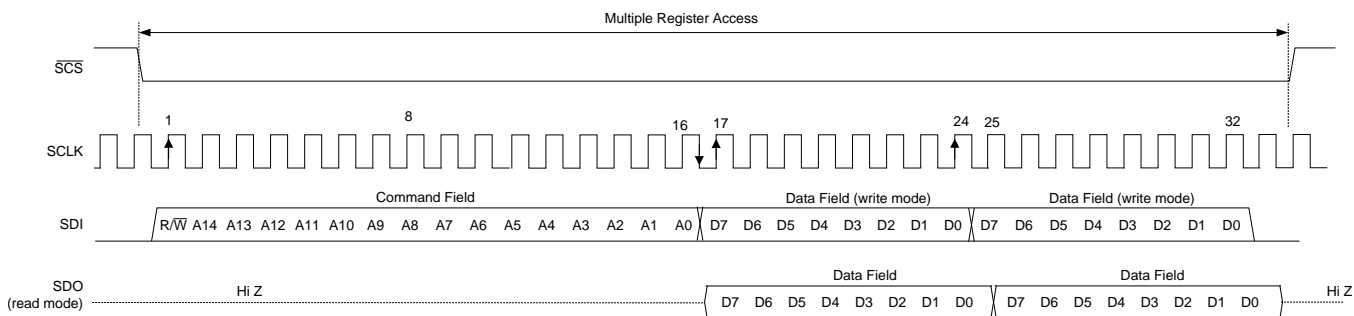 Multiple Register Access
SCS
1 8 16 17 24 25 32
SCLK
Command Field Data Field (write mode) Data Field (write mode)
SDI R/W A14 A13 A12 A11 A10 A9 A8 A7 A6 A5 A4 A3 A2 A1 A0 D7 D6 D5 D4 D3 D2 D1 D0 D7 D6 D5 D4 D3 D2 D1 D0
Data Field Data Field
SDO
(read mode) Hi Z D7 D6 D5 D4 D3 D2 D1 D0 D7 D6 D5 D4 D3 D2 D1 D0 Hi Z